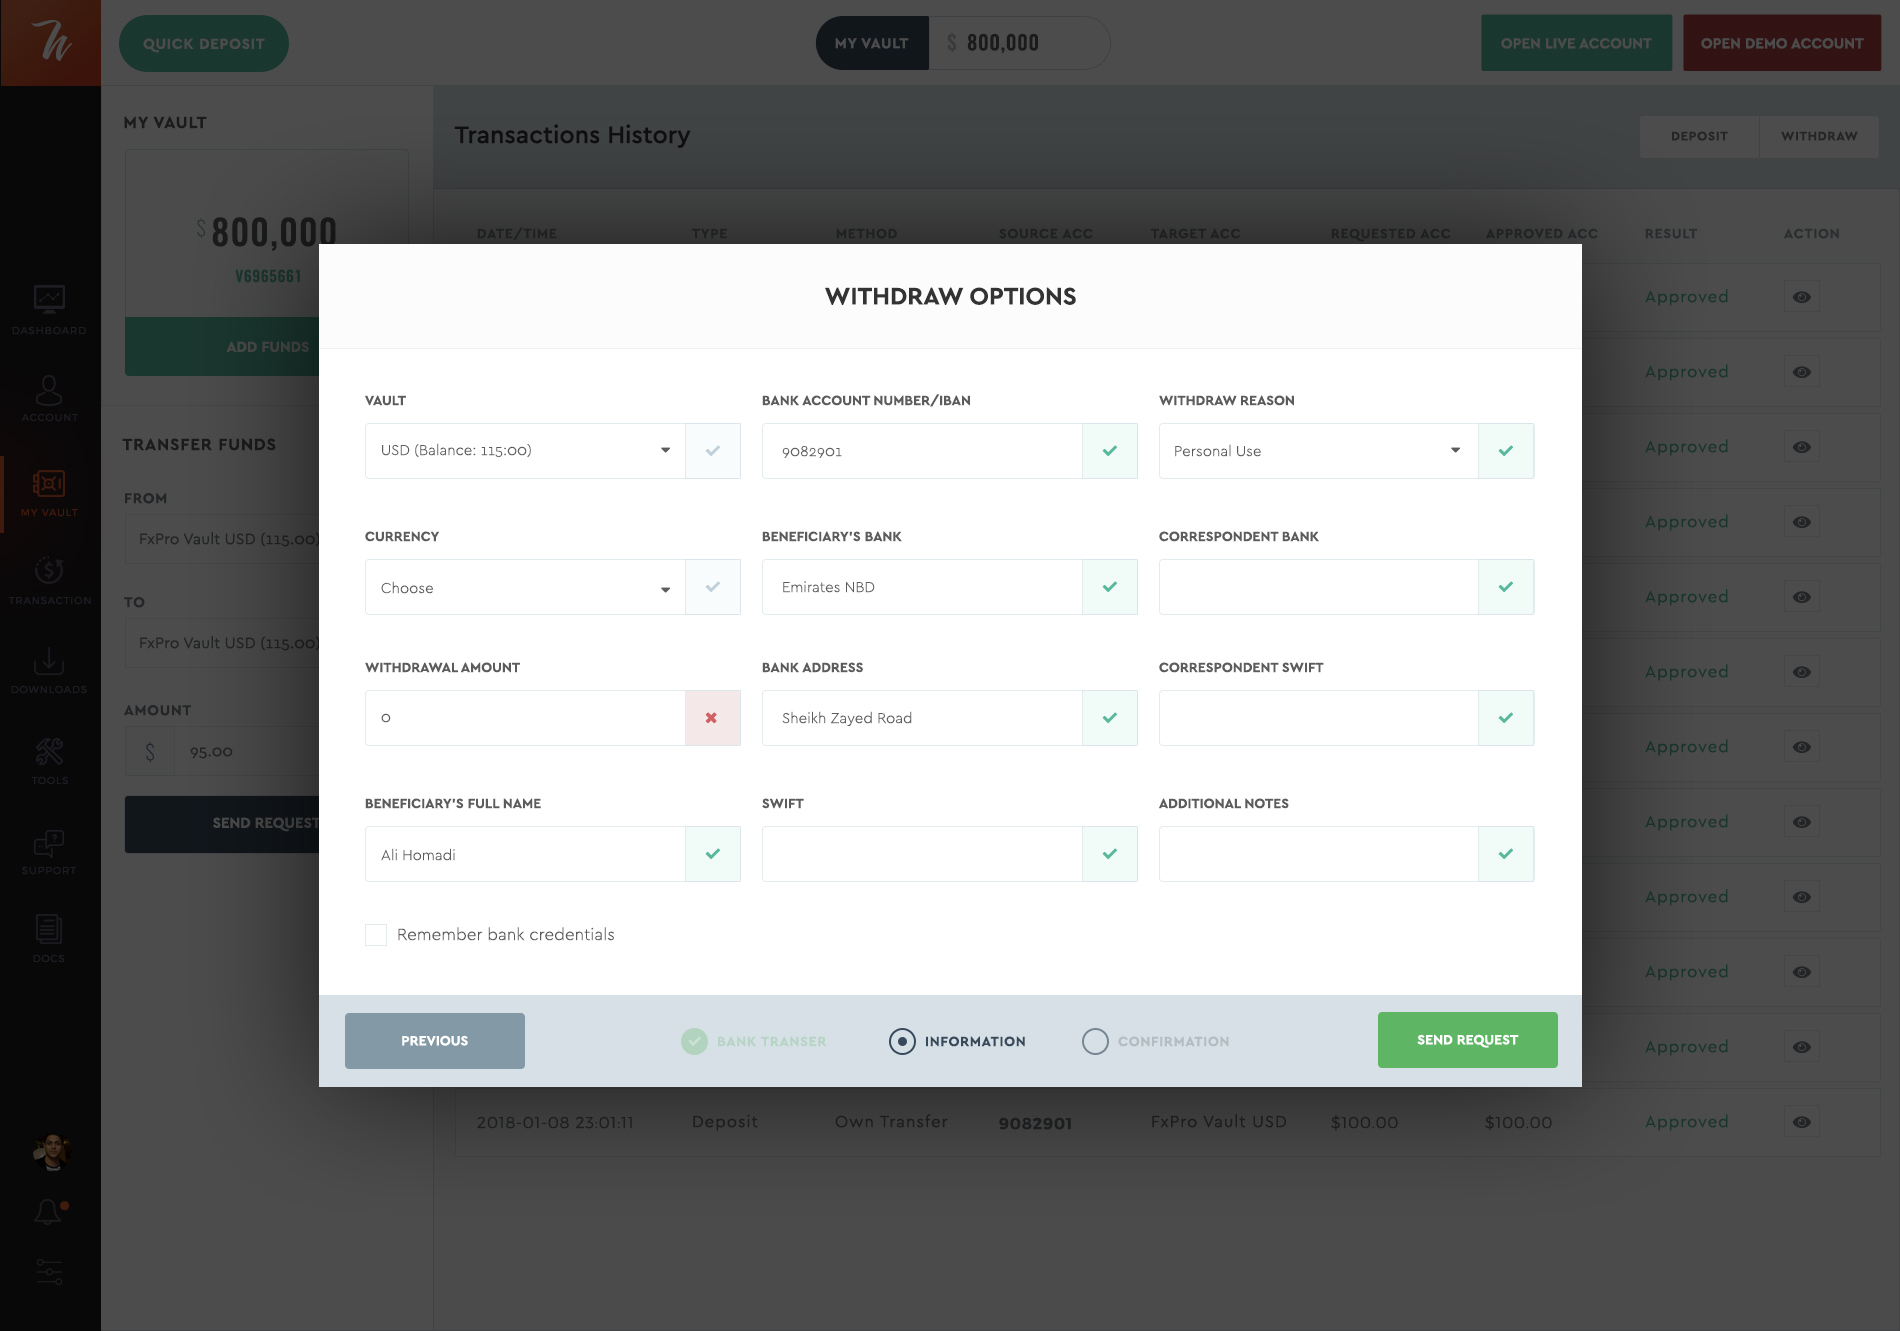 QUICK DEPOSIT
MY VAULT
$ 800,000
OPEN LIVE ACCOUNT
OPEN DEMO ACCOUNT
DASHBOARD
ACCOUNT
MY VAULT
TRANSACTION
DOWNLOADS
TOOLS
SUPPORT
DOCS
MY VAULT
$ 800,000
V6965661
ADD FUNDS
TRANSFER FUNDS
FROM
FxPro Vault USD (115.00)
TO
FxPro Vault USD (115.00)
AMOUNT
$ 95.00
SEND REQUEST
Transactions History
DEPOSIT
WITHDRAW
DATE/TIME TYPE METHOD SOURCE ACC TARGET ACC REQUESTED ACC APPROVED ACC RESULT ACTION
Approved
Approved
Approved
Approved
Approved
Approved
Approved
Approved
Approved
Approved
Approved
2018-01-08 23:01:11 Deposit Own Transfer 9082901 FxPro Vault USD $100.00 $100.00 Approved
WITHDRAW OPTIONS
VAULT
USD (Balance: 115:00)
BANK ACCOUNT NUMBER/IBAN
9082901
WITHDRAW REASON
Personal Use
CURRENCY
Choose
BENEFICIARY'S BANK
Emirates NBD
CORRESPONDENT BANK
WITHDRAWAL AMOUNT
0
BANK ADDRESS
Sheikh Zayed Road
CORRESPONDENT SWIFT
BENEFICIARY'S FULL NAME
Ali Homadi
SWIFT
ADDITIONAL NOTES
Remember bank credentials
PREVIOUS
BANK TRANSER
INFORMATION
CONFIRMATION
SEND REQUEST